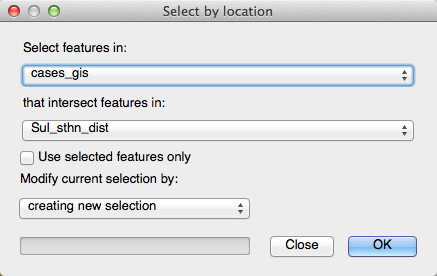 Select by location
Select features in:
cases_gis
that intersect features in:
Sul_sthn_dist
Use selected features only
Modify current selection by:
creating new selection
Close
OK